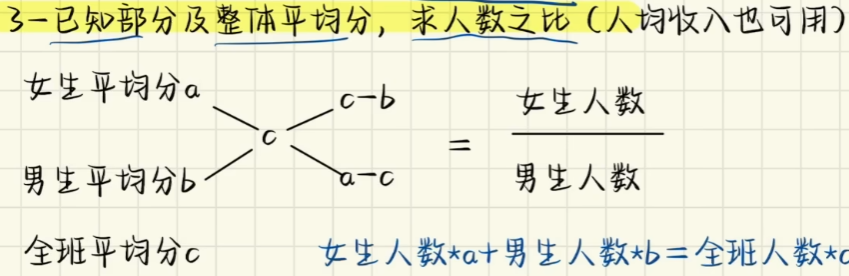 3-已知部分及整体平均分，求人数之比（人均收入也可用）
女生平均分a
c-b
女生人数
c
=
男生平均分b
a-c
男生人数
全班平均分c
女生人数*a+男生人数*b=全班人数*c